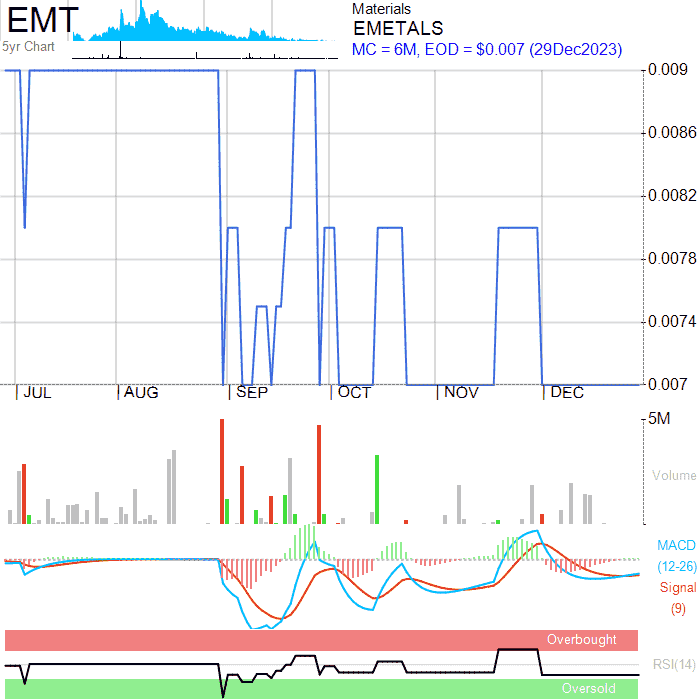 EMT
5yr Chart
Materials
EMETALS
MC = 6M, EOD = $0.007 (29Dec2023)
0.009
0.0086
0.0082
0.0078
0.0074
0.007
JUL AUG SEP OCT NOV DEC
5M
Volume
MACD
(12-26)
Signal
(9)
Overbought
RSI(14)
Oversold